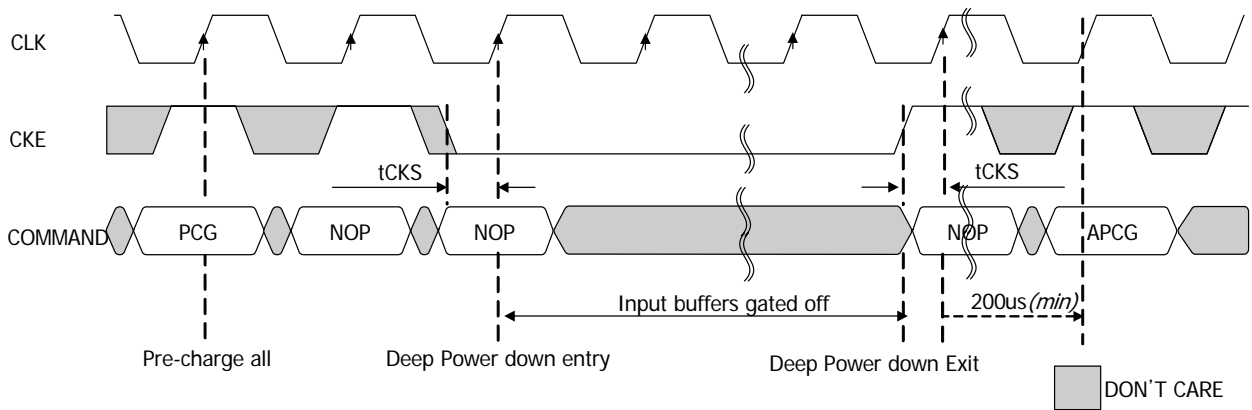 CLK
CKE
tCKS
tCKS
COMMAND
PCG
NOP
NOP
NOP
APCG
Input buffers gated off
200us(min)
Pre-charge all
Deep Power down entry
Deep Power down Exit
DON'T CARE